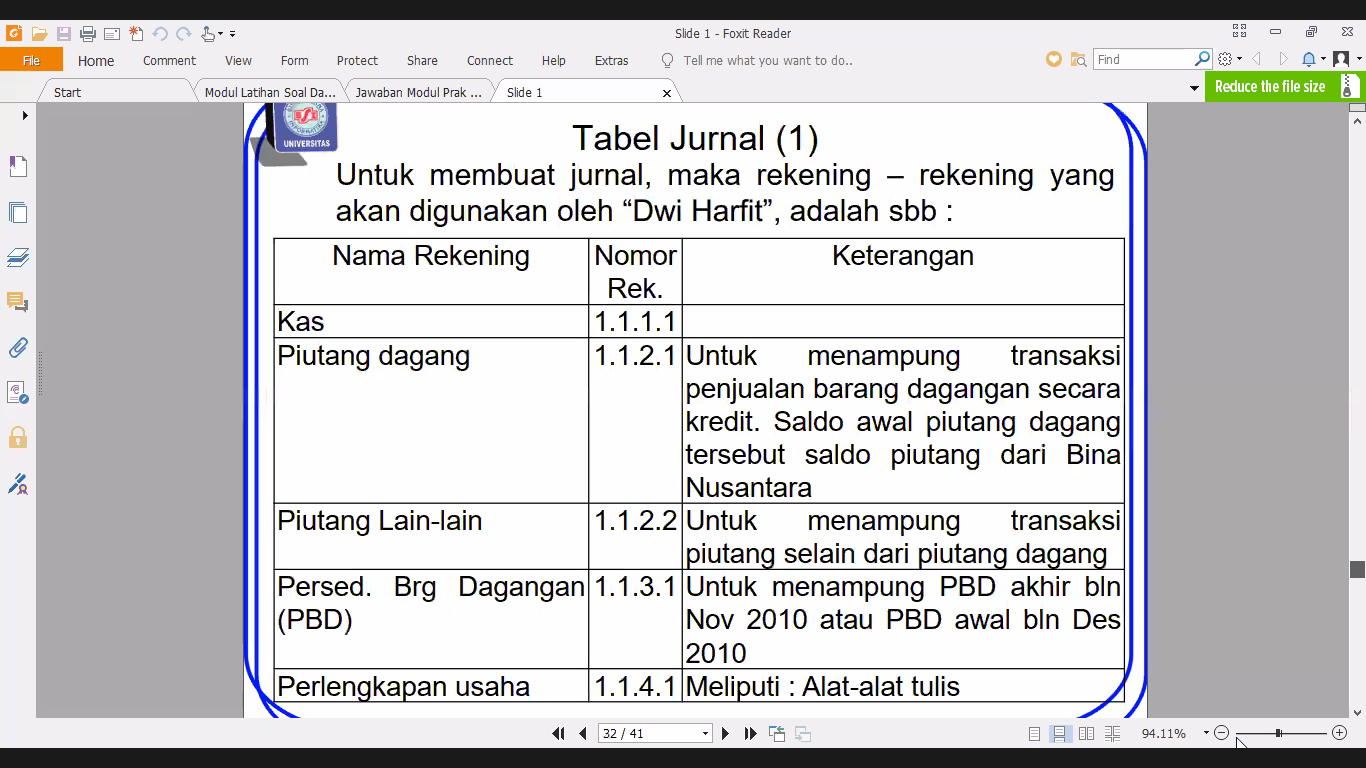 Slide 1 - Foxit Reader
File Home Comment View Form Protect Share Connect Help Extras Tell me what you want to do.. Find
Start Modul Latihan Soal Da... Jawaban Modul Prak ... Slide 1 Reduce the file size
UNIVERSITAS
Tabel Jurnal (1)
Untuk membuat jurnal, maka rekening – rekening yang
akan digunakan oleh “Dwi Harfit”, adalah sbb :
Nama Rekening Nomor Keterangan
Rek.
Kas 1.1.1.1
Piutang dagang 1.1.2.1 Untuk menampung transaksi
penjualan barang dagangan secara
kredit. Saldo awal piutang dagang
tersebut saldo piutang dari Bina
Nusantara
Piutang Lain-lain 1.1.2.2 Untuk menampung transaksi
piutang selain dari piutang dagang
Persed. Brg Dagangan 1.1.3.1 Untuk menampung PBD akhir bln
(PBD) Nov 2010 atau PBD awal bln Des
2010
Perlengkapan usaha 1.1.4.1 Meliputi : Alat-alat tulis
32 / 41 94.11%